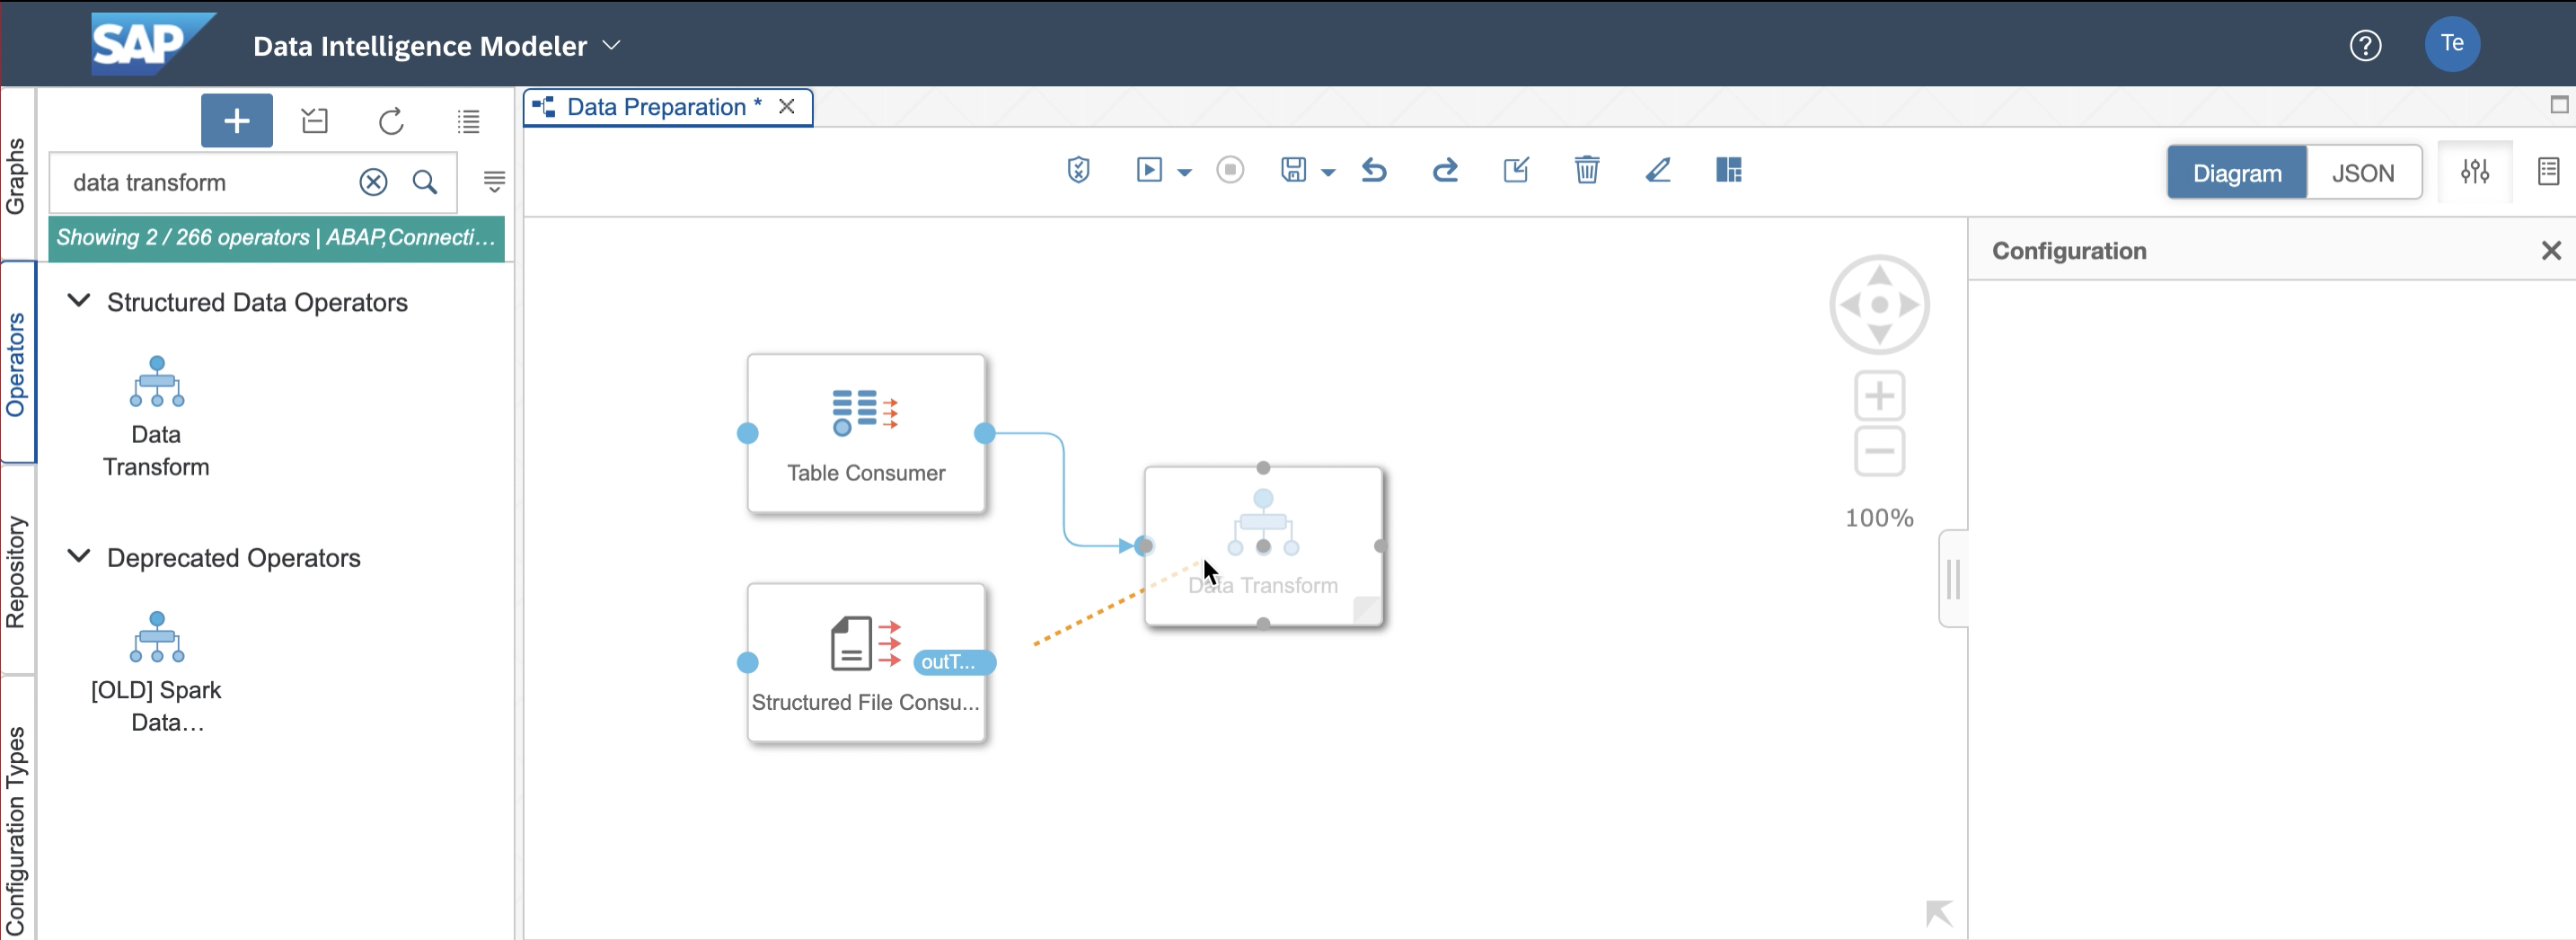 SAP
Data Intelligence Modeler
Te
Graphs
Operators
Repository
Configuration Types
data transform
Showing 2 / 266 operators | ABAP,Connecti...
Structured Data Operators
Data
Transform
Deprecated Operators
[OLD] Spark
Data...
Data Preparation *
Diagram
JSON
Table Consumer
outT...
Structured File Consu...
Data Transform
100%
Configuration